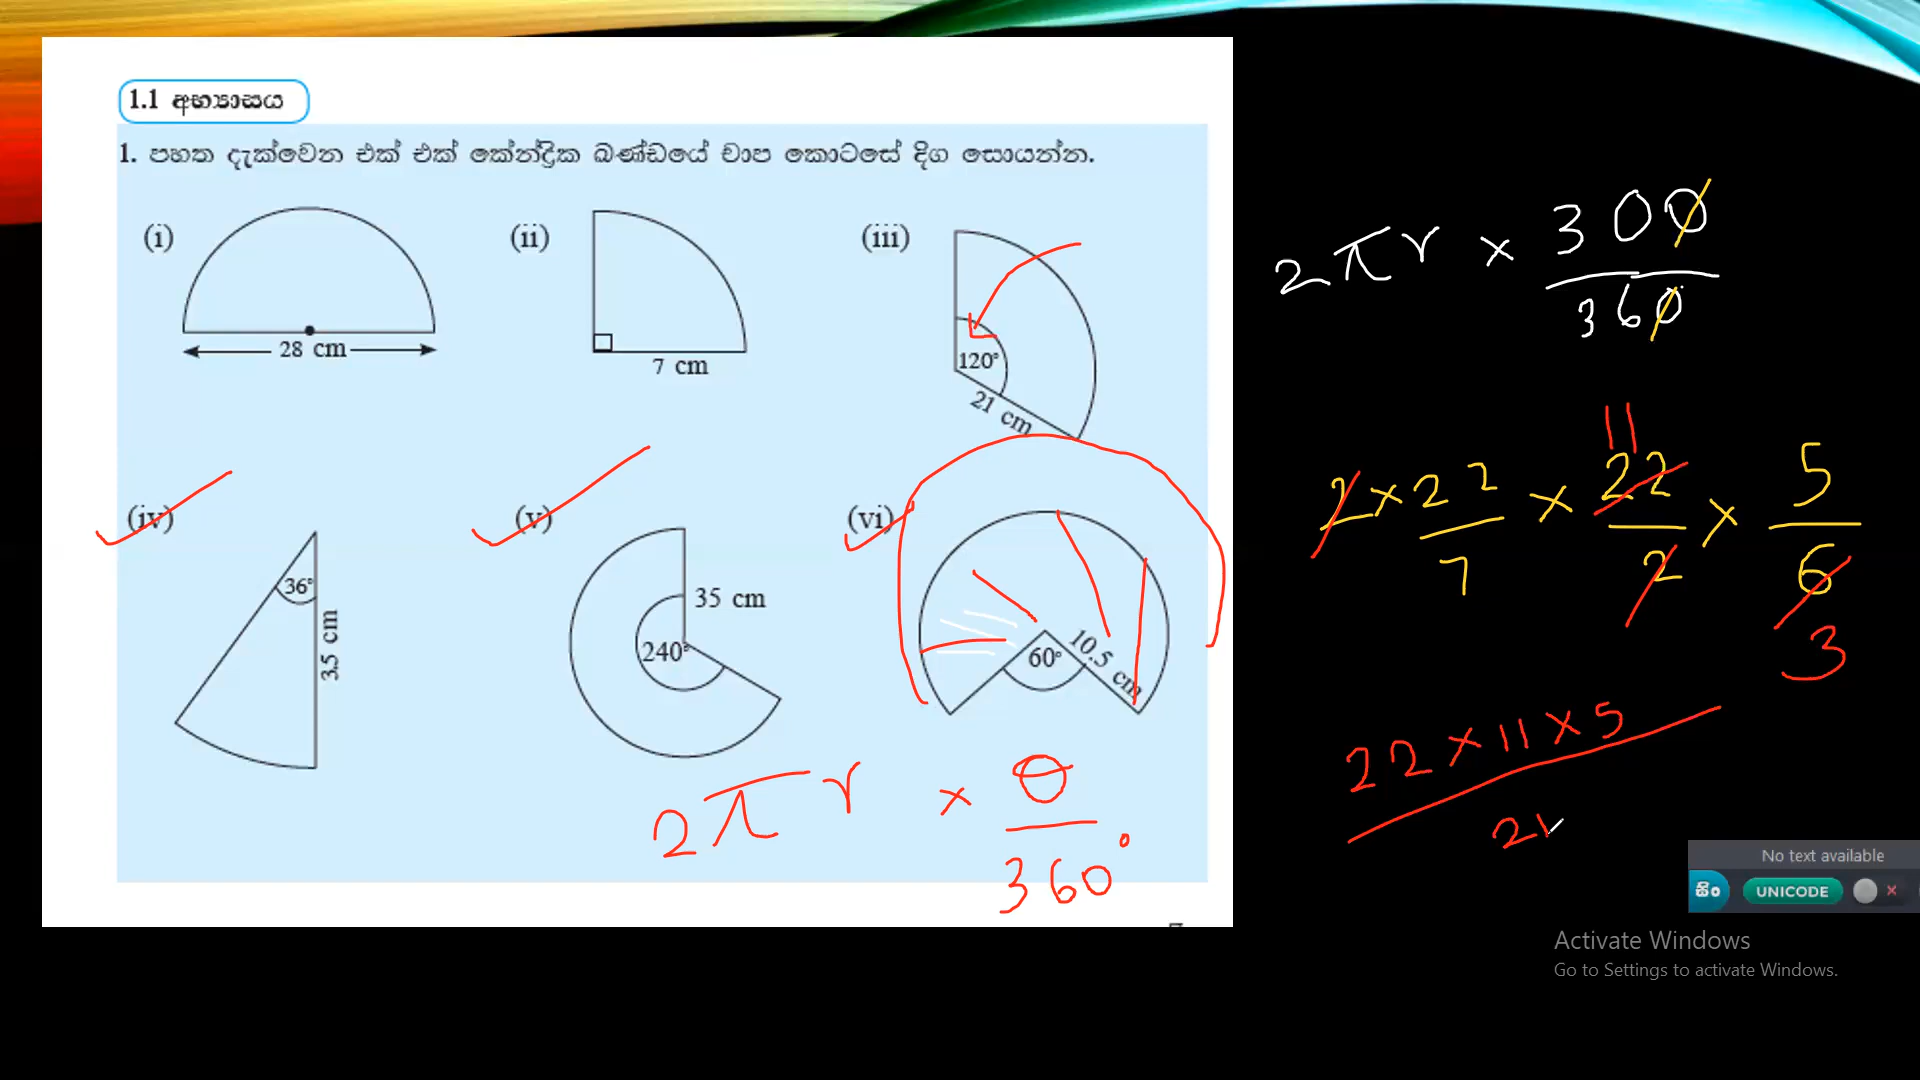 1.1 අභ්‍යාසය
1. පහත දැක්වෙන එක් එක් කේන්ද්‍රික ඛණ්ඩයේ චාප කොටසේ දිග සොයන්න.
(i)
28 cm
(ii)
7 cm
(iii)
120°
21 cm
(iv)
36°
3.5 cm
(v)
35 cm
240°
(vi)
60°
10.5 cm
2πr × θ
360°
2πr × 300
360
11
2 × 22 × 22 × 5
7 2 6
3
22 × 11 × 5
21
No text available
සිං
UNICODE
Activate Windows
Go to Settings to activate Windows.